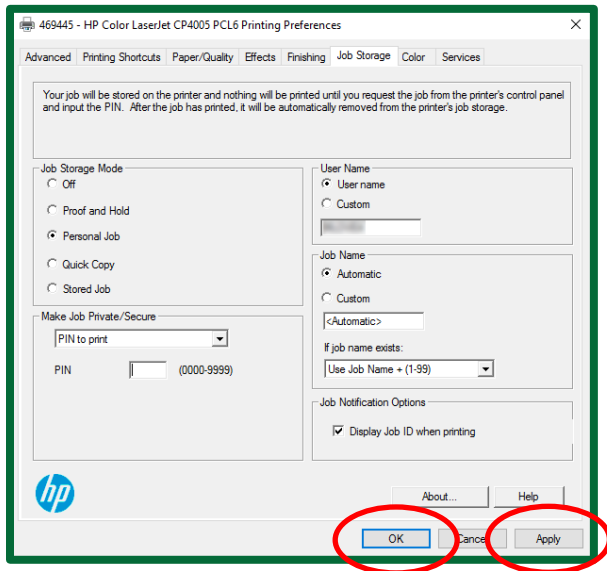 469445 - HP Color LaserJet CP4005 PCL6 Printing Preferences
Advanced Printing Shortcuts Paper/Quality Effects Finishing Job Storage Color Services
Your job will be stored on the printer and nothing will be printed until you request the job from the printer's control panel
and input the PIN. After the job has printed, it will be automatically removed from the printer's job storage.
Job Storage Mode
Off
Proof and Hold
Personal Job
Quick Copy
Stored Job
Make Job Private/Secure
PIN to print
PIN (0000-9999)
User Name
User name
Custom
Job Name
Automatic
Custom
<Automatic>
If job name exists:
Use Job Name + (1-99)
Job Notification Options
Display Job ID when printing
hp
About... Help
OK Cancel Apply